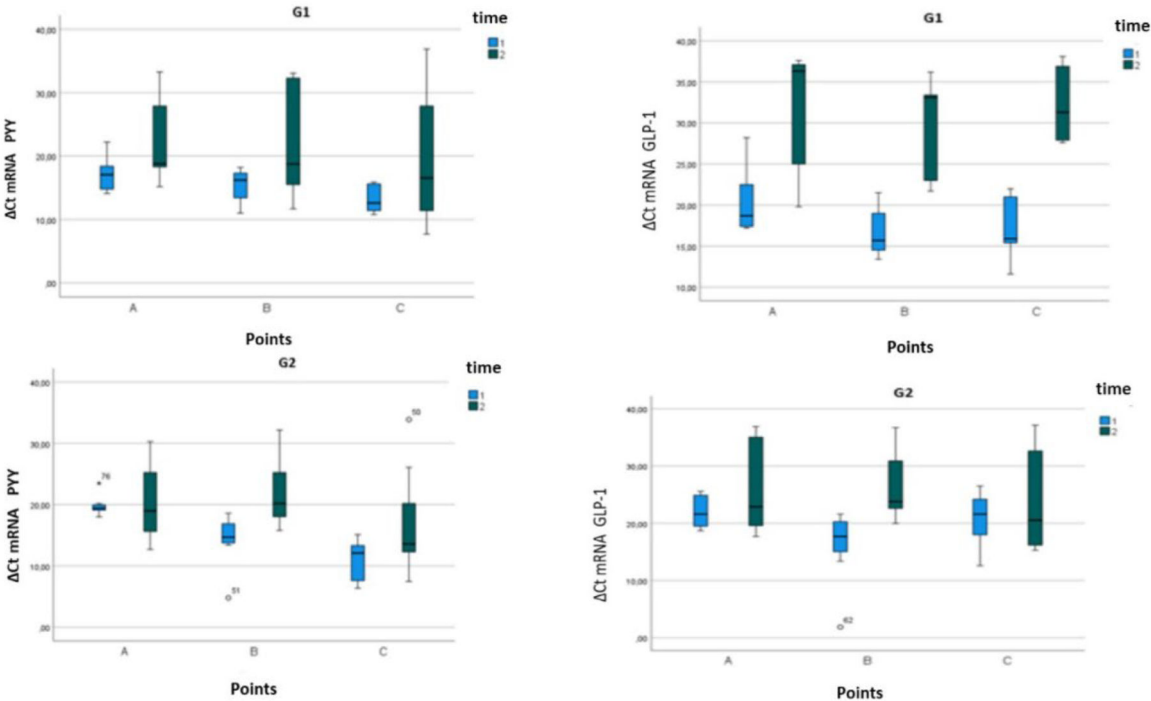 G1
time
1
2
40,00
30,00
20,00
10,00
,00
ΔCt mRNA PYY
A B C
Points
G1
time
1
2
40,00
35,00
30,00
25,00
20,00
15,00
10,00
ΔCt mRNA GLP-1
A B C
Points
G2
time
1
2
40,00
30,00
20,00
10,00
,00
ΔCt mRNA PYY
76
51
50
A B C
Points
G2
time
1
2
40,00
30,00
20,00
10,00
,00
ΔCt mRNA GLP-1
62
A B C
Points